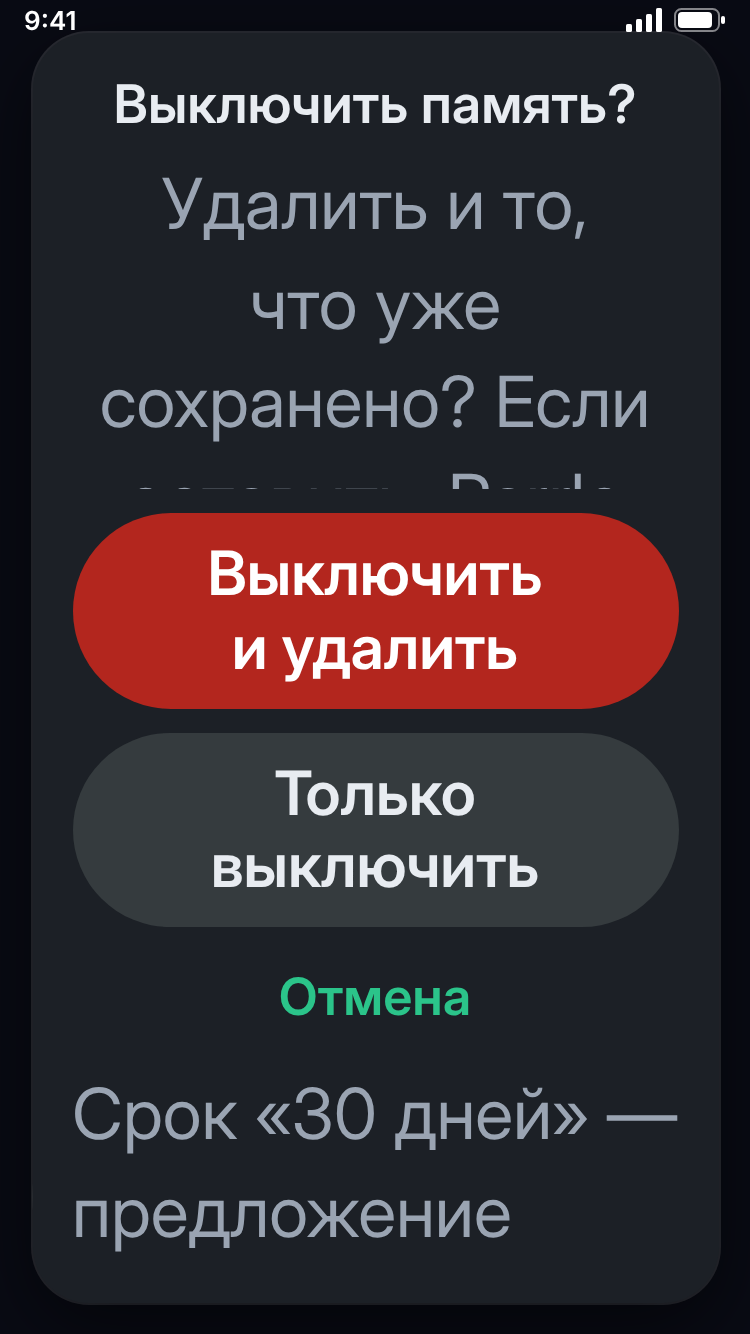 9:41
Выключить память?
Удалить и то,
что уже
сохранено? Если
Выключить
и удалить
Только
выключить
Отмена
Срок «30 дней» —
предложение